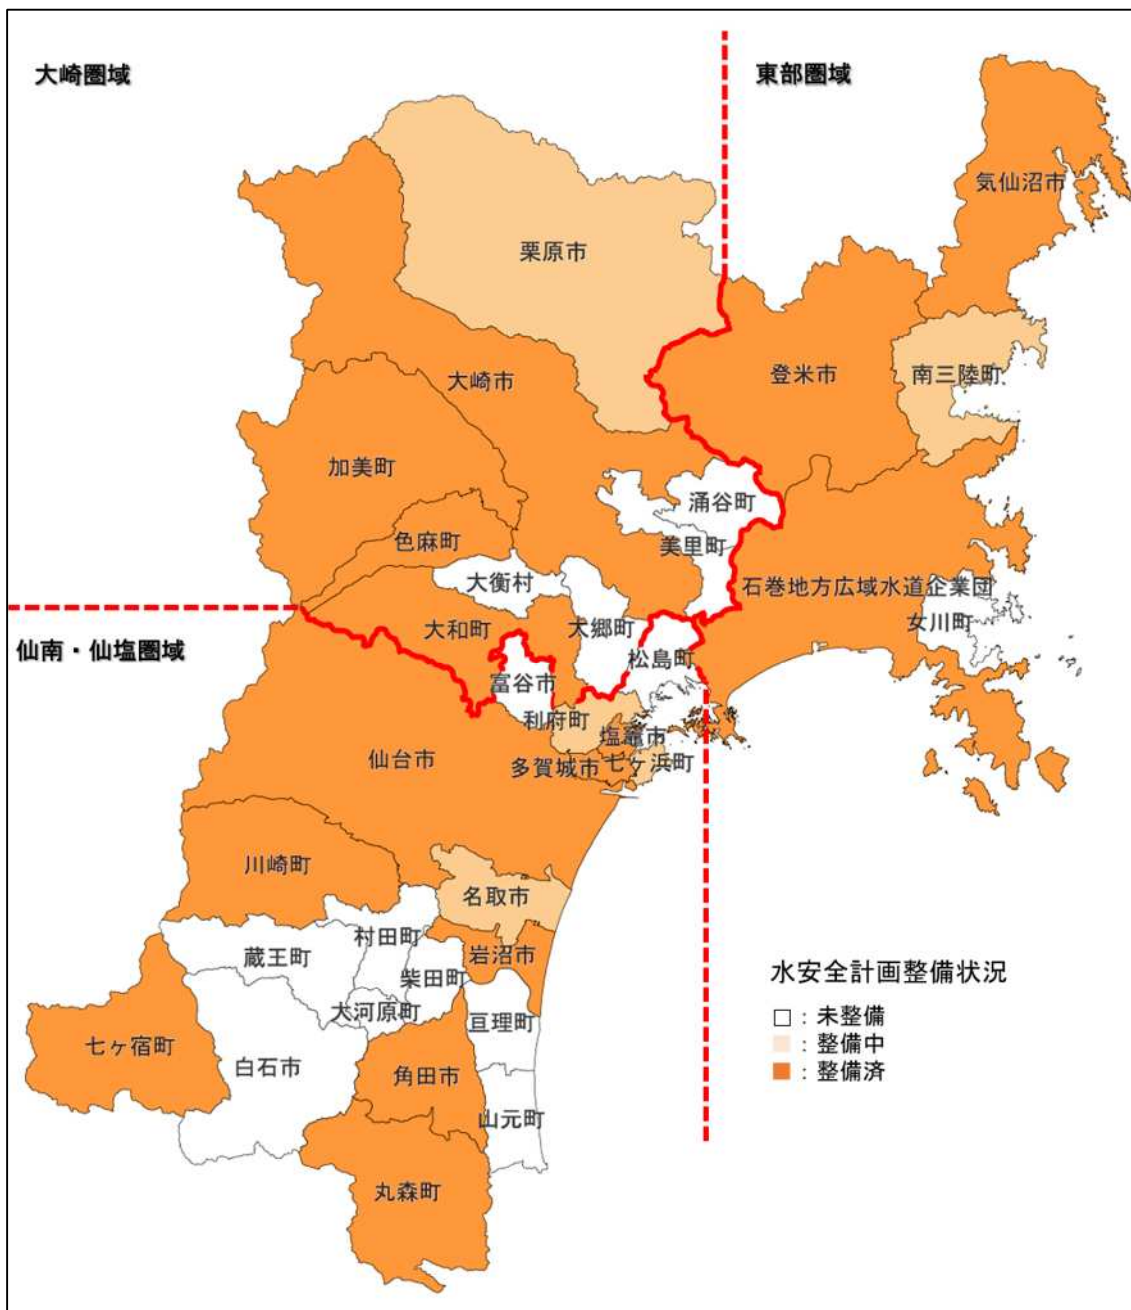 大崎圏域
東部圏域
気仙沼市
栗原市
大崎市
登米市
南三陸町
加美町
涌谷町
色麻町
美里町
大衡村
石巻地方広域水道企業団
女川町
大和町
大郷町
仙南・仙塩圏域
松島町
富谷市
利府町
塩竈市
仙台市
多賀城市
七ヶ浜町
川崎町
名取市
村田町
蔵王町
岩沼市
柴田町
大河原町
亘理町
七ヶ宿町
白石市
角田市
山元町
丸森町
水安全計画整備状況
：未整備
：整備中
：整備済